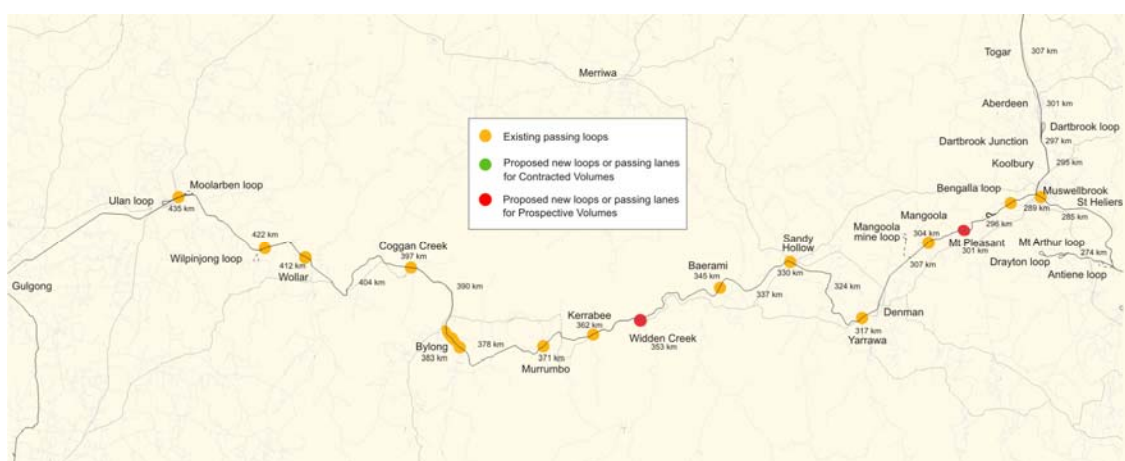 Togar
307 km
Merriwa
Aberdeen
301 km
Dartbrook loop
Dartbrook Junction
297 km
Koolbury
295 km
Existing passing loops
Proposed new loops or passing lanes
for Contracted Volumes
Proposed new loops or passing lanes
for Prospective Volumes
Moolarben loop
Ulan loop
435 km
Bengalla loop
Muswellbrook
289 km
St Heliers
285 km
296 km
Mangoola
304 km
Mangoola
mine loop
Mt Pleasant
301 km
307 km
Mt Arthur loop
274 km
Drayton loop
Antiene loop
422 km
Wilpinjong loop
412 km
Wollar
Coggan Creek
397 km
404 km
390 km
Sandy
Hollow
330 km
Baerami
345 km
337 km
324 km
Gulgong
Denman
317 km
Yarrawa
Kerrabee
362 km
Widden Creek
353 km
Bylong
383 km
378 km
371 km
Murrumbo